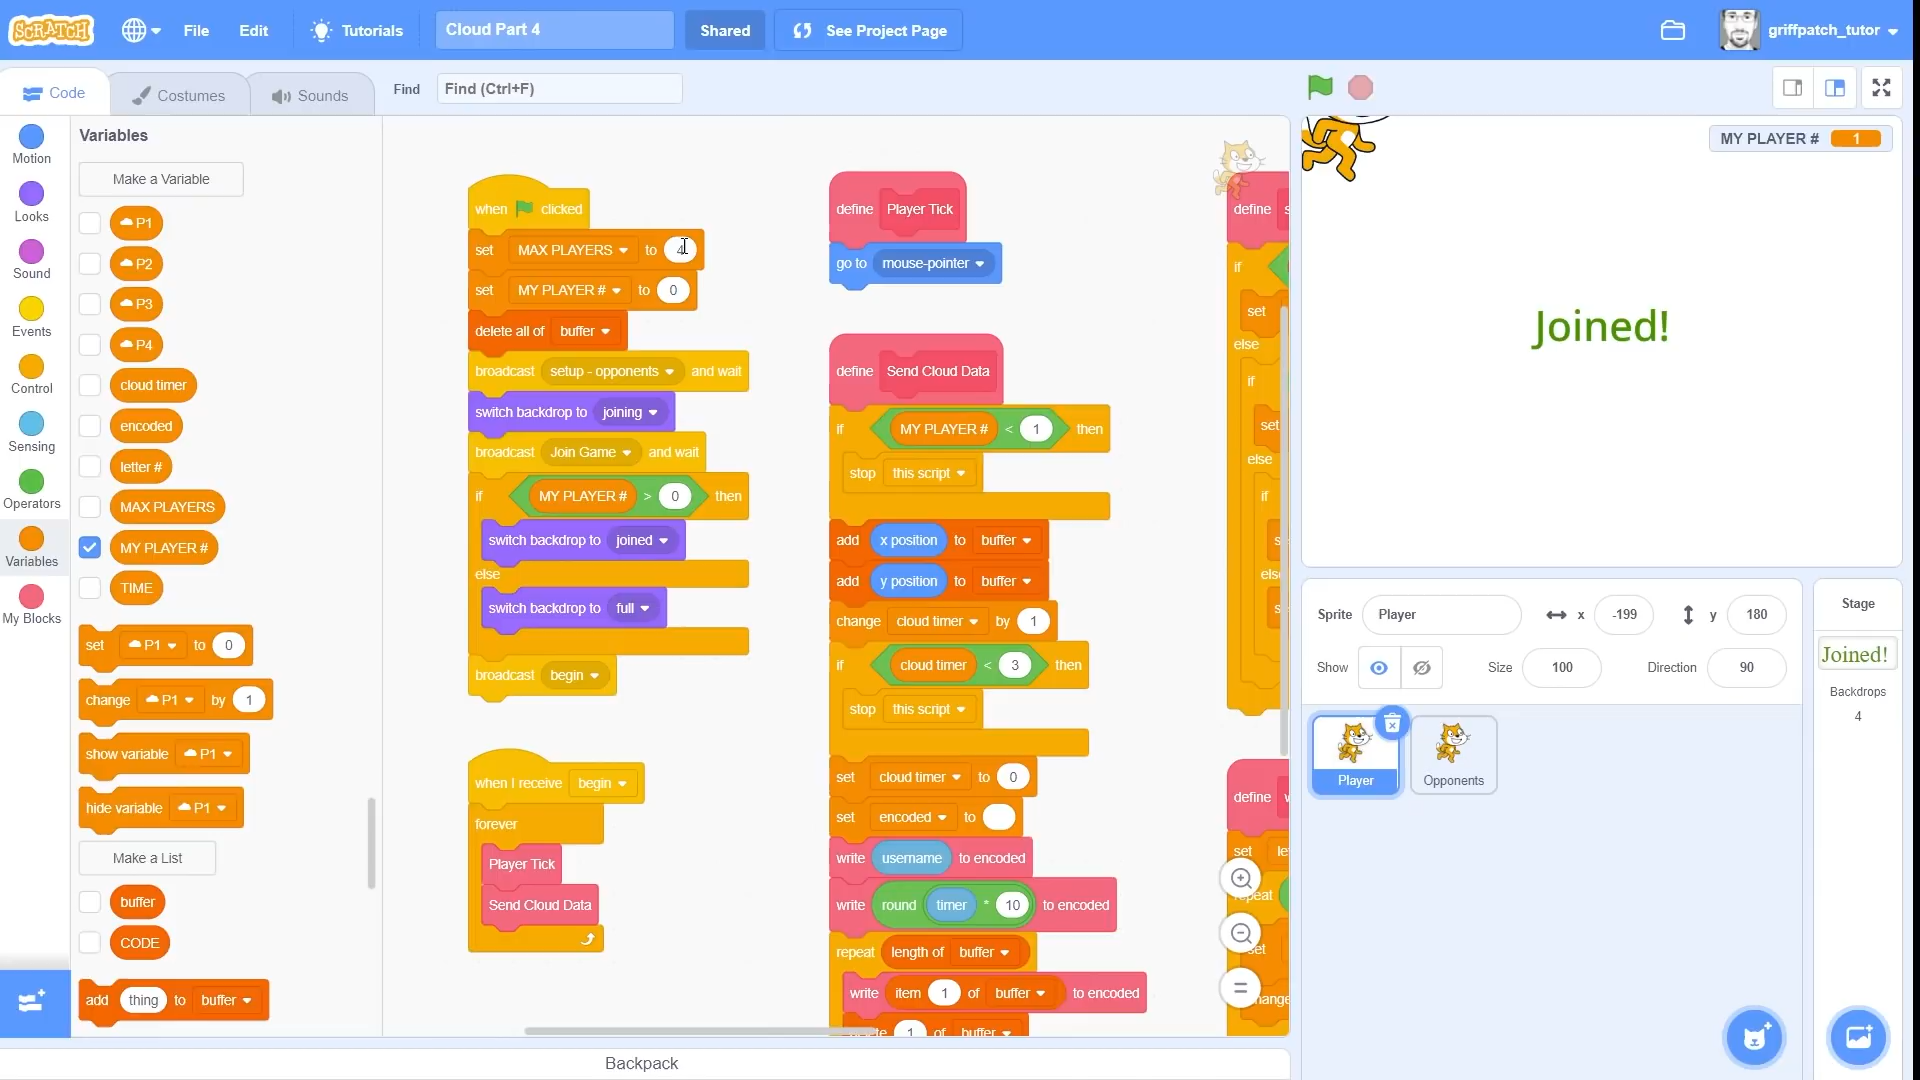 SCRATCH
File
Edit
Tutorials
Cloud Part 4
Shared
See Project Page
griffpatch_tutor
Code
Costumes
Sounds
Find
Find (Ctrl+F)
Motion
Looks
Sound
Events
Control
Sensing
Operators
Variables
My Blocks
Variables
Make a Variable
P1
P2
P3
P4
cloud timer
encoded
letter #
MAX PLAYERS
MY PLAYER #
TIME
set P1 to 0
change P1 by 1
show variable P1
hide variable P1
Make a List
buffer
CODE
add thing to buffer
when clicked
set MAX PLAYERS to 4
set MY PLAYER # to 0
delete all of buffer
broadcast setup - opponents and wait
switch backdrop to joining
broadcast Join Game and wait
if MY PLAYER # > 0 then
switch backdrop to joined
else
switch backdrop to full
broadcast begin
when I receive begin
forever
Player Tick
Send Cloud Data
define Player Tick
go to mouse-pointer
define Send Cloud Data
if MY PLAYER # < 1 then
stop this script
add x position to buffer
add y position to buffer
change cloud timer by 1
if cloud timer < 3 then
stop this script
set cloud timer to 0
set encoded to
write username to encoded
write round timer * 10 to encoded
repeat length of buffer
write item 1 of buffer to encoded
1 of buffer
define
if
set
else
if
set
else
if
define
MY PLAYER # 1
Joined!
Sprite Player x -199 y 180
Show Size 100 Direction 90
Player
Opponents
Stage
Joined!
Backdrops
4
Backpack